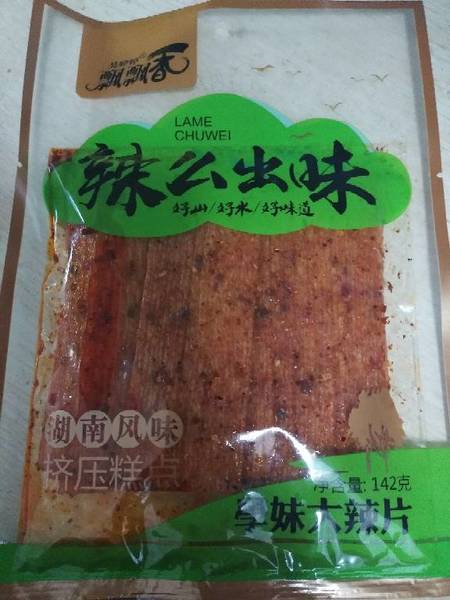 飘飘香
LAME
CHUWEI
辣么出味
好山/好水/好味道
湖南风味
挤压糕点
净含量: 142克
学妹大辣片